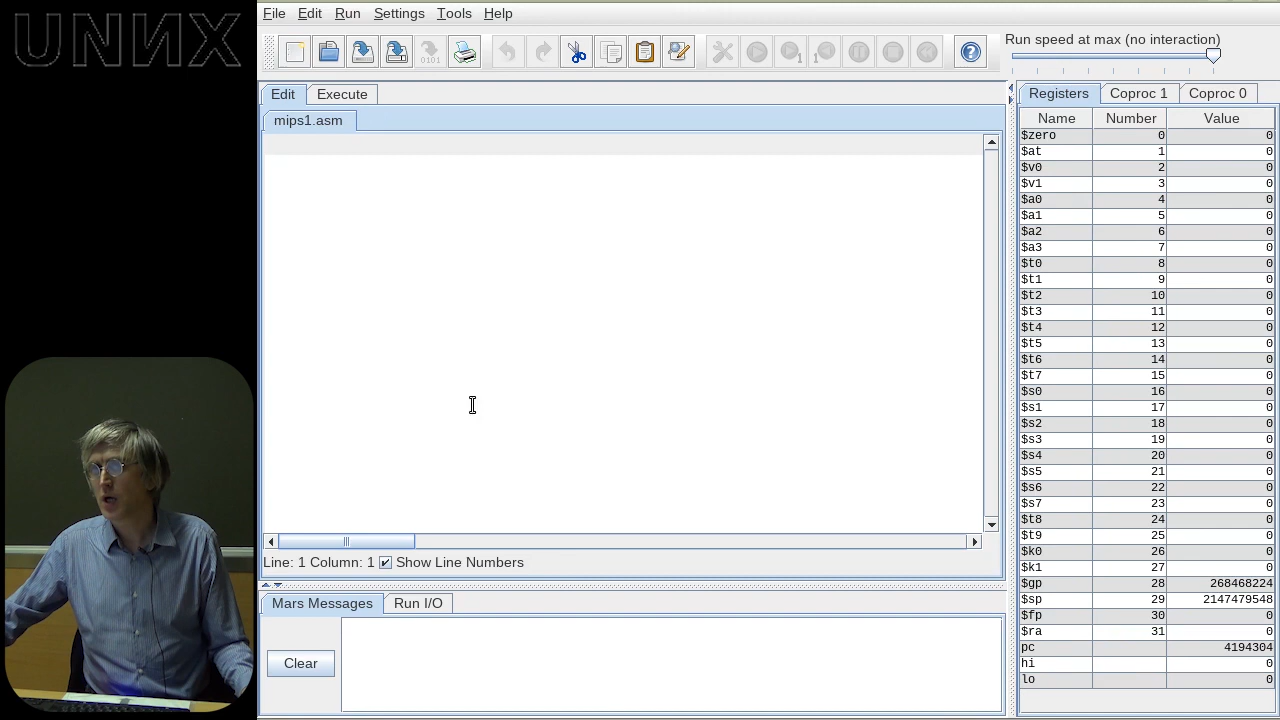 UNИX
File Edit Run Settings Tools Help
Run speed at max (no interaction)
Edit Execute
mips1.asm
Line: 1 Column: 1 Show Line Numbers
Mars Messages Run I/O
Clear
Registers Coproc 1 Coproc 0
Name Number Value
$zero 0 0
$at 1 0
$v0 2 0
$v1 3 0
$a0 4 0
$a1 5 0
$a2 6 0
$a3 7 0
$t0 8 0
$t1 9 0
$t2 10 0
$t3 11 0
$t4 12 0
$t5 13 0
$t6 14 0
$t7 15 0
$s0 16 0
$s1 17 0
$s2 18 0
$s3 19 0
$s4 20 0
$s5 21 0
$s6 22 0
$s7 23 0
$t8 24 0
$t9 25 0
$k0 26 0
$k1 27 0
$gp 28 268468224
$sp 29 2147479548
$fp 30 0
$ra 31 0
pc 4194304
hi 0
lo 0